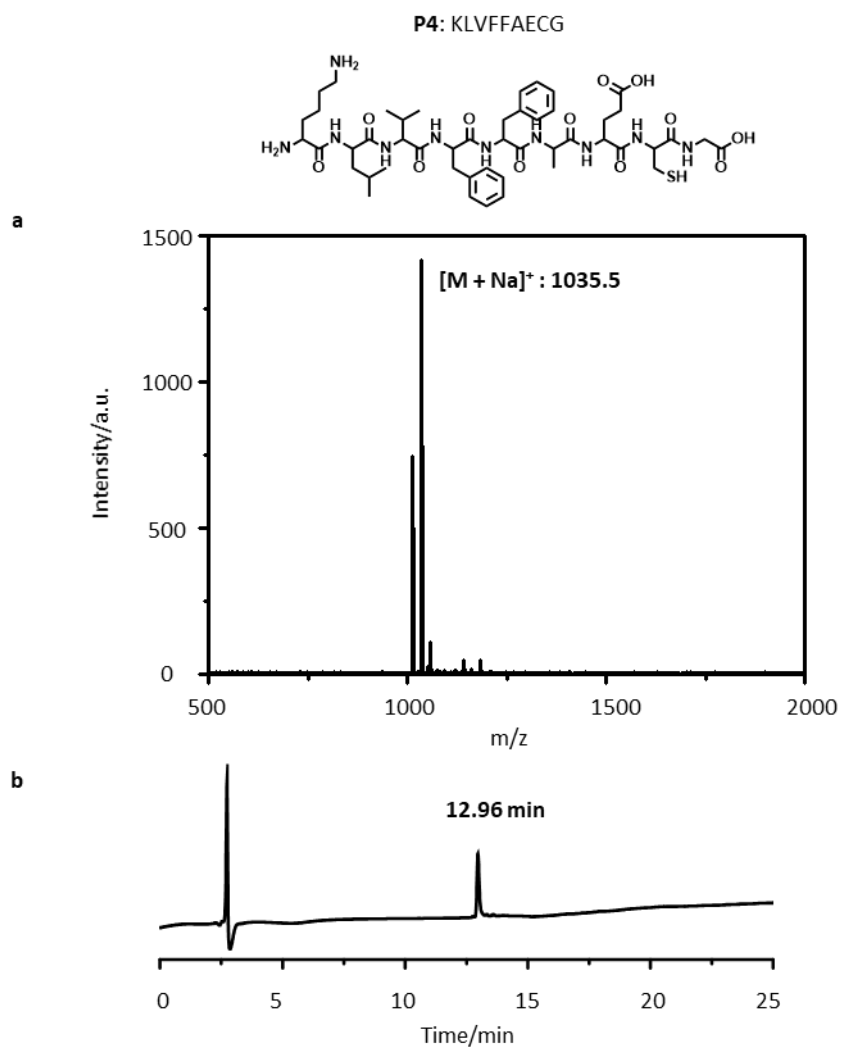 P4: KLVFFAECG
NH₂
O OH
H₂N O H N O H N O H N O H N O H N O H N O H N O H N O OH
SH
a
1500
[M + Na]⁺ : 1035.5
1000
Intensity/a.u.
500
0
500 1000 1500 2000
m/z
b
12.96 min
0 5 10 15 20 25
Time/min